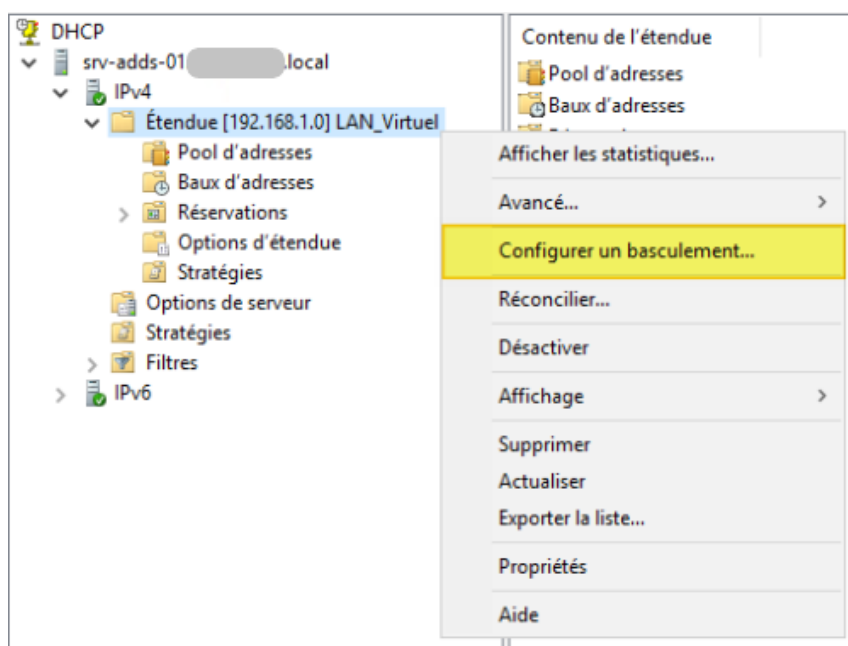 DHCP
srv-adds-01 .local
IPv4
Étendue [192.168.1.0] LAN_Virtuel
Pool d'adresses
Baux d'adresses
Réservations
Options d'étendue
Stratégies
Options de serveur
Stratégies
Filtres
IPv6
Contenu de l'étendue
Pool d'adresses
Baux d'adresses
Afficher les statistiques...
Avancé...
Configurer un basculement...
Réconcilier...
Désactiver
Affichage
Supprimer
Actualiser
Exporter la liste...
Propriétés
Aide